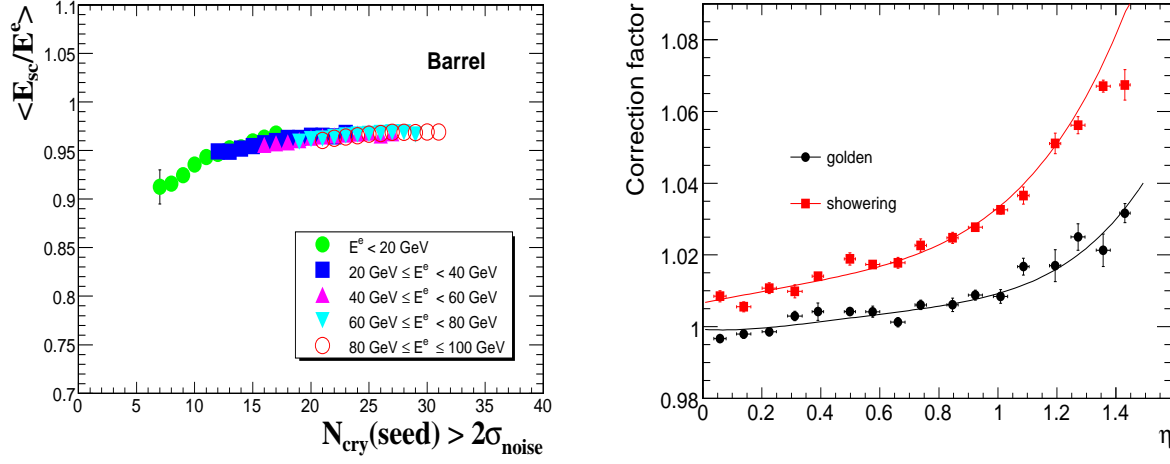 <E_sc/E^e>
1.1
1.05
1
0.95
0.9
0.85
0.8
0.75
0.7
Barrel
E^e < 20 GeV
20 GeV ≤ E^e < 40 GeV
40 GeV ≤ E^e < 60 GeV
60 GeV ≤ E^e < 80 GeV
80 GeV ≤ E^e ≤ 100 GeV
0 5 10 15 20 25 30 35 40
N_cry(seed) > 2σ_noise
Correction factor
1.08
1.06
1.04
1.02
1
0.98
golden
showering
0 0.2 0.4 0.6 0.8 1 1.2 1.4
η